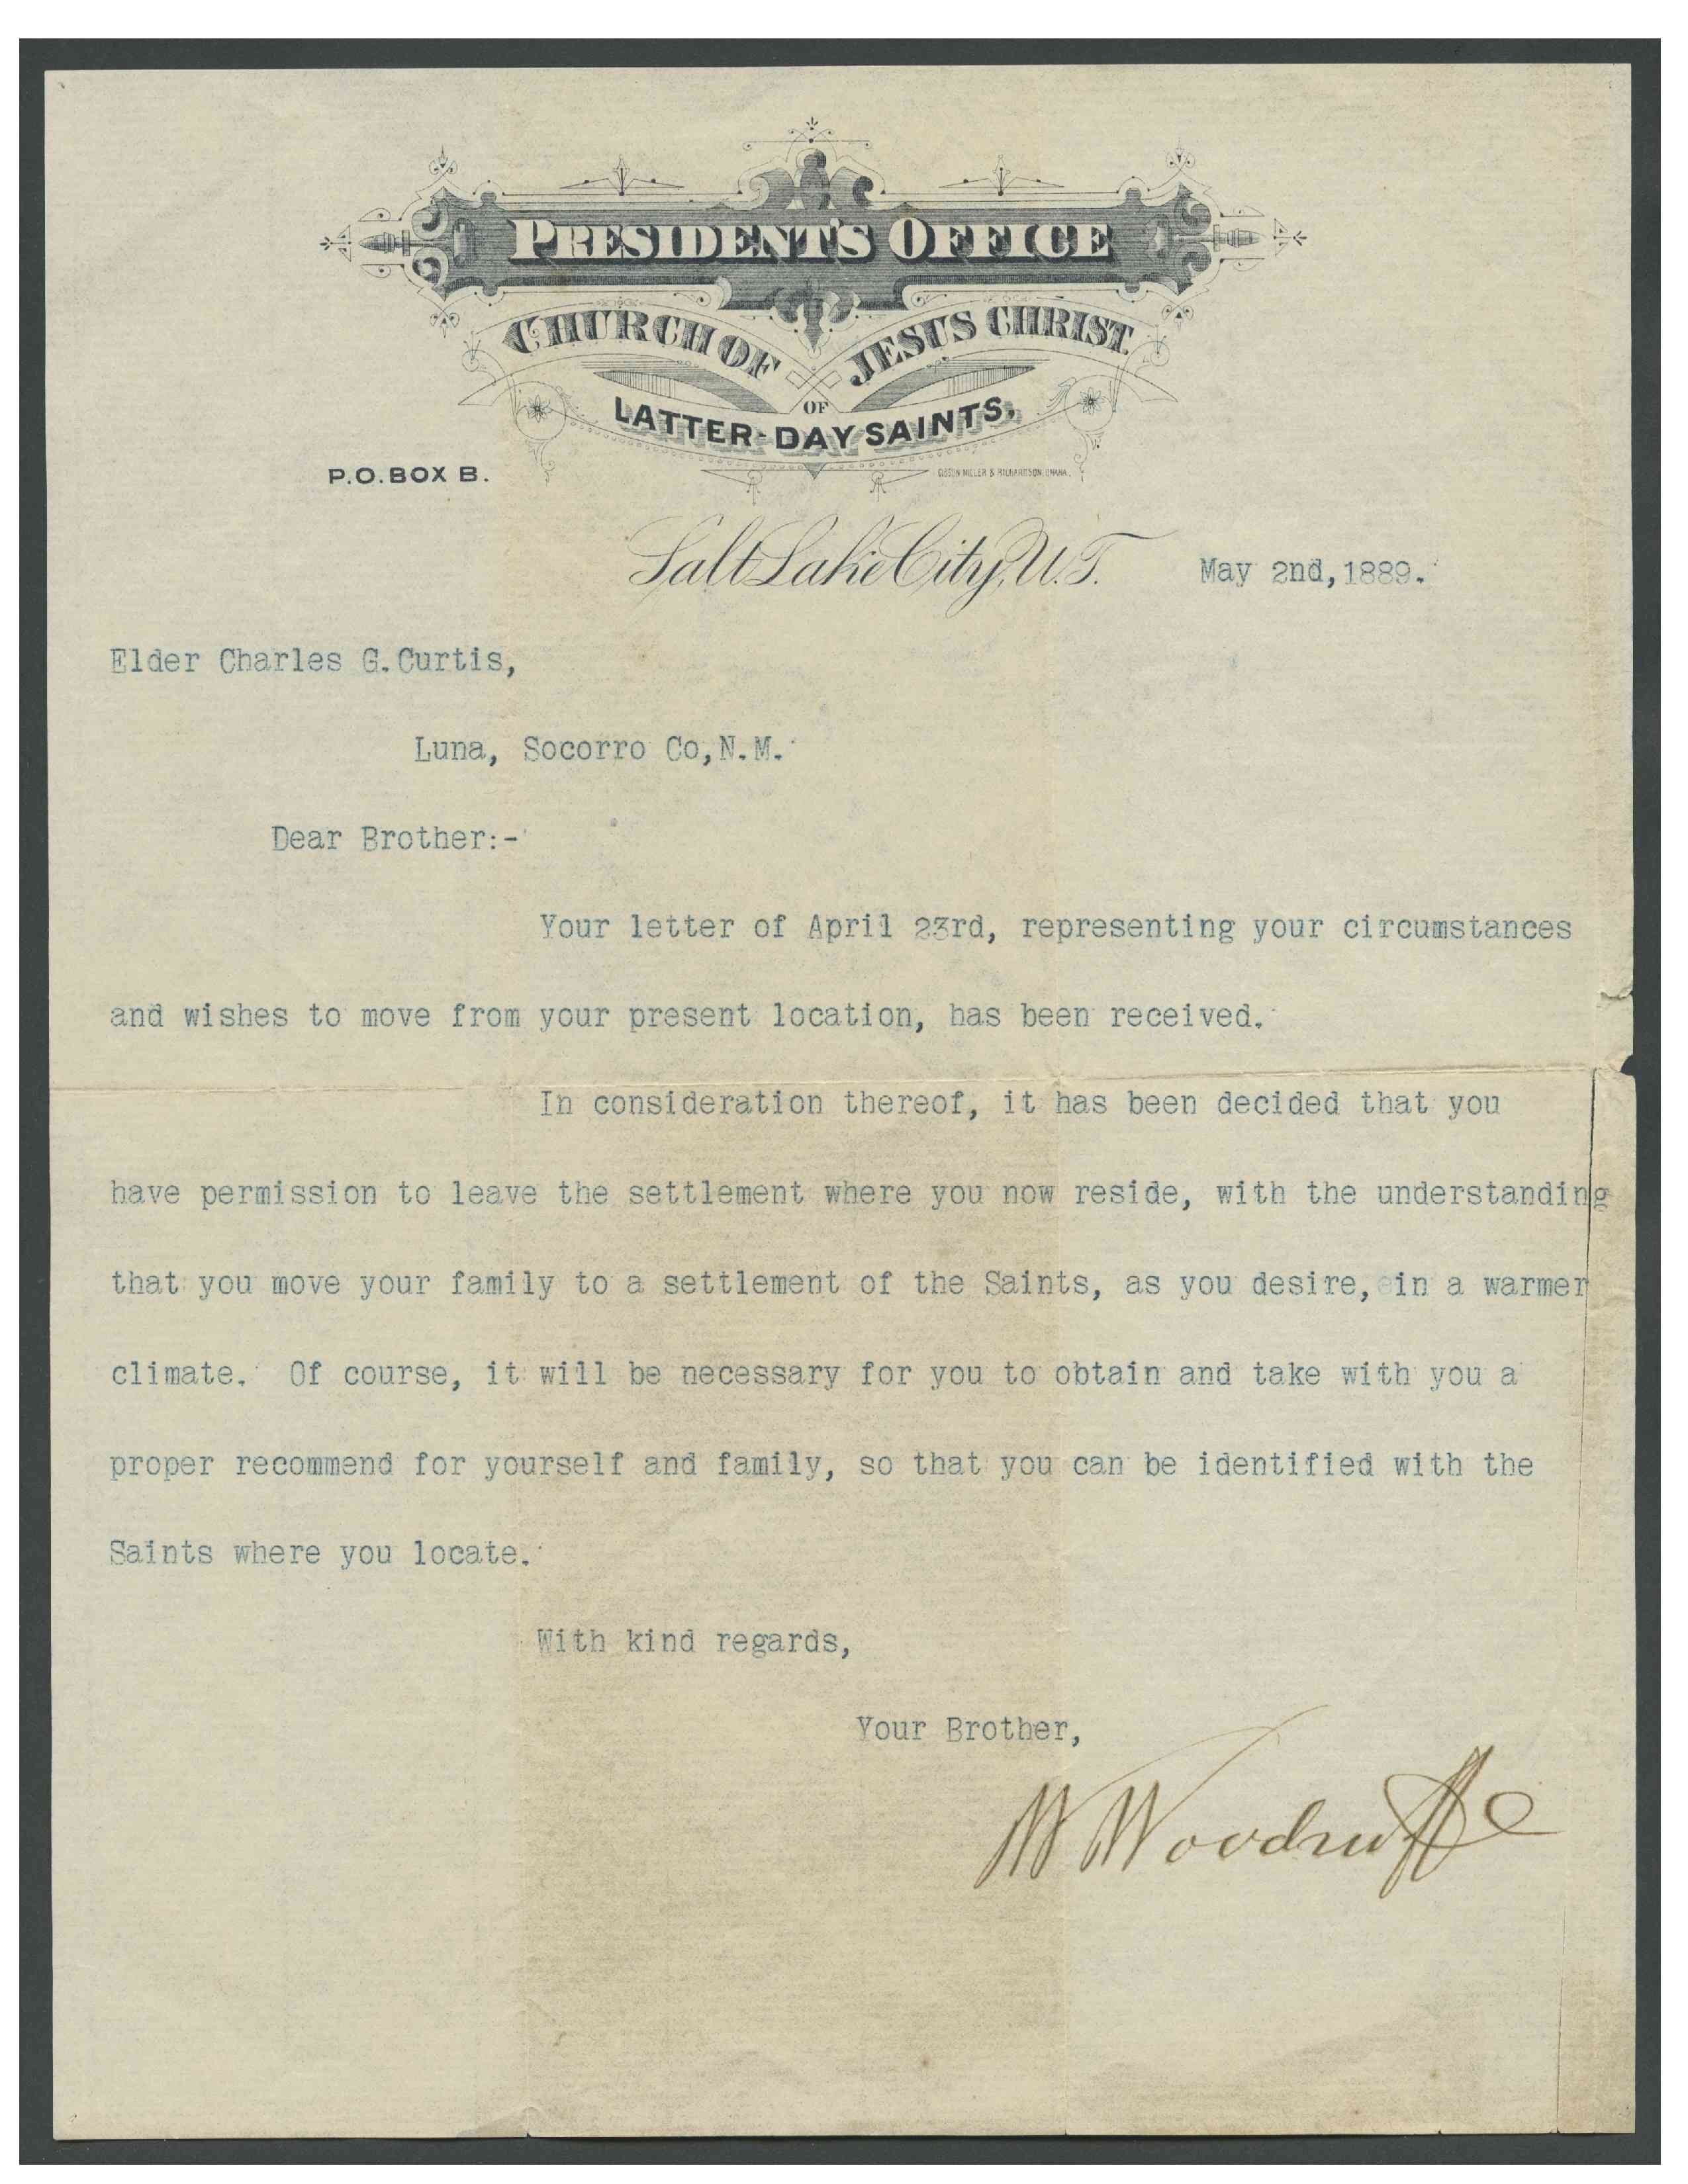 PRESIDENT'S OFFICE
CHURCH OF JESUS CHRIST
OF
LATTER-DAY SAINTS,
P.O. BOX B.
GIBSON MILLER & RICHARDSON, OMAHA.
Salt Lake City, U.T. May 2nd, 1889.
Elder Charles G. Curtis,
Luna, Socorro Co, N.M.
Dear Brother:-
Your letter of April 23rd, representing your circumstances
and wishes to move from your present location, has been received.
In consideration thereof, it has been decided that you
have permission to leave the settlement where you now reside, with the understanding
that you move your family to a settlement of the Saints, as you desire, in a warmer
climate. Of course, it will be necessary for you to obtain and take with you a
proper recommend for yourself and family, so that you can be identified with the
Saints where you locate.
With kind regards,
Your Brother,
W Woodruff